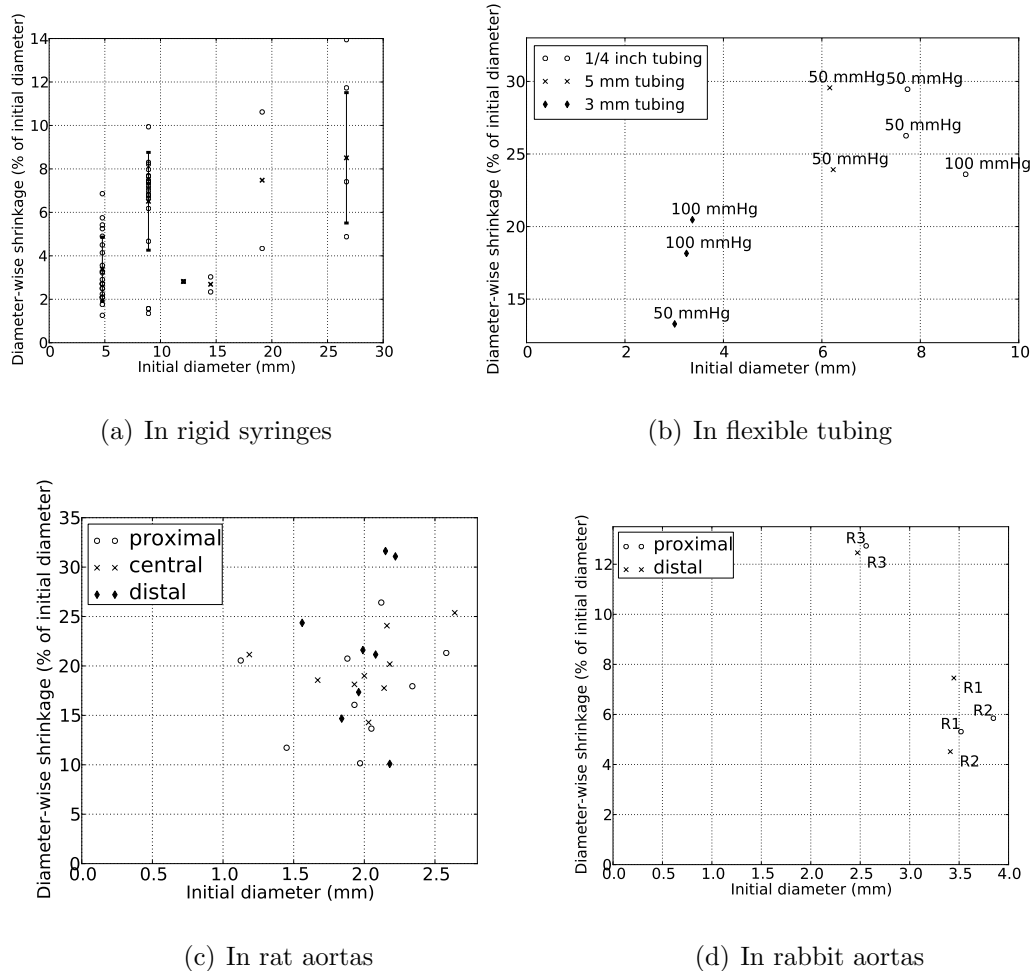 Diameter-wise shrinkage (% of initial diameter)
14
12
10
8
6
4
2
0
0 5 10 15 20 25 30
Initial diameter (mm)
(a) In rigid syringes
Diameter-wise shrinkage (% of initial diameter)
30
25
20
15
1/4 inch tubing
5 mm tubing
3 mm tubing
50 mmHg 50 mmHg
50 mmHg
50 mmHg
100 mmHg
100 mmHg
100 mmHg
50 mmHg
0 2 4 6 8 10
Initial diameter (mm)
(b) In flexible tubing
Diameter-wise shrinkage (% of initial diameter)
35
30
25
20
15
10
5
0
proximal
central
distal
0.0 0.5 1.0 1.5 2.0 2.5
Initial diameter (mm)
(c) In rat aortas
Diameter-wise shrinkage (% of initial diameter)
12
10
8
6
4
2
0
proximal
distal
R3
R3
R1
R2
R1
R2
0.0 0.5 1.0 1.5 2.0 2.5 3.0 3.5 4.0
Initial diameter (mm)
(d) In rabbit aortas